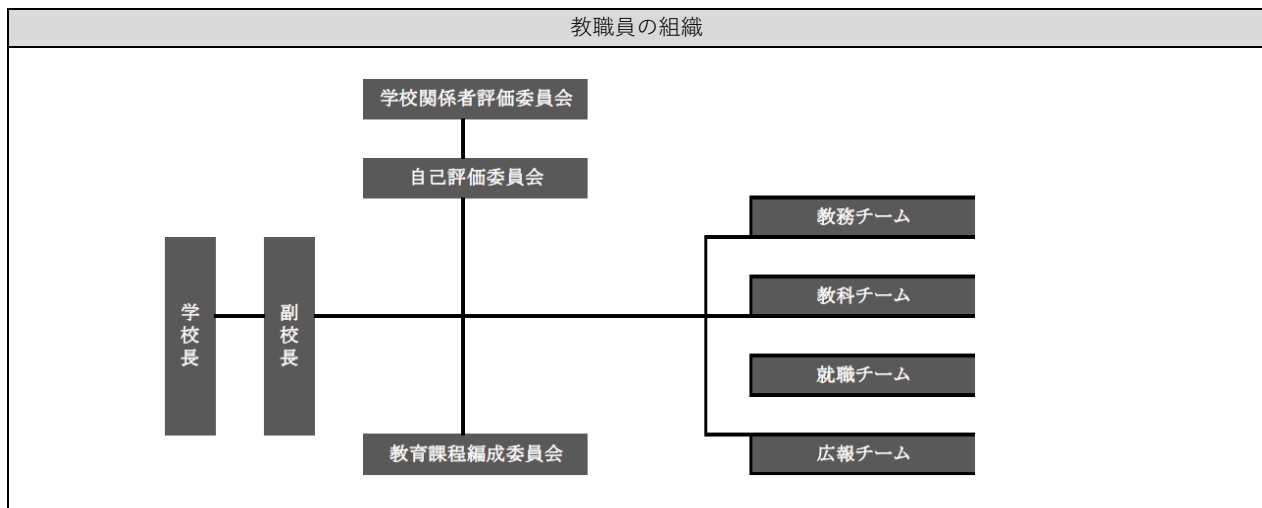 教職員の組織
学校関係者評価委員会
自己評価委員会
学校長
副校長
教育課程編成委員会
教務チーム
教科チーム
就職チーム
広報チーム